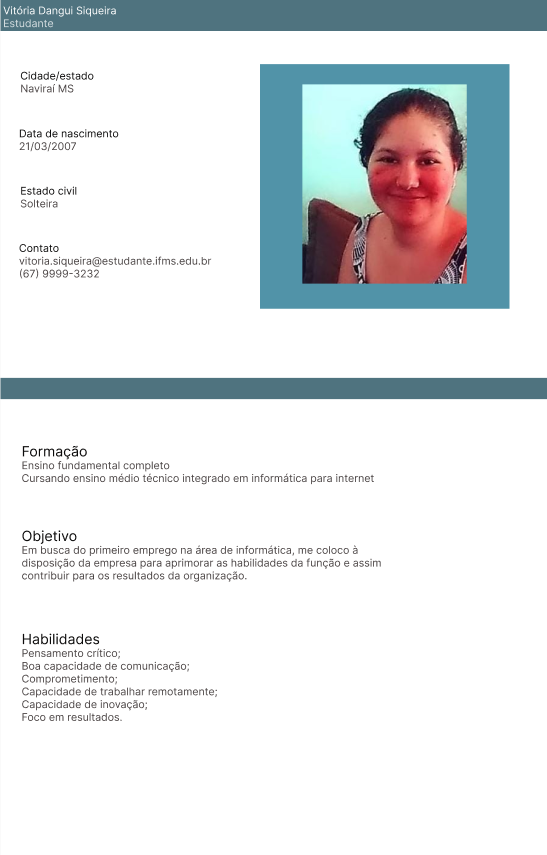 Vitória Dangui Siqueira
Estudante
Cidade/estado
Naviraí MS
Data de nascimento
21/03/2007
Estado civil
Solteira
Contato
vitoria.siqueira@estudante.ifms.edu.br
(67) 9999-3232
Formação
Ensino fundamental completo
Cursando ensino médio técnico integrado em informática para internet
Objetivo
Em busca do primeiro emprego na área de informática, me coloco à
disposição da empresa para aprimorar as habilidades da função e assim
contribuir para os resultados da organização.
Habilidades
Pensamento crítico;
Boa capacidade de comunicação;
Comprometimento;
Capacidade de trabalhar remotamente;
Capacidade de inovação;
Foco em resultados.